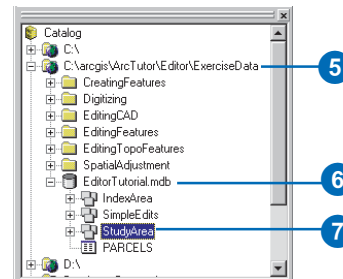 Catalog
C:\
C:\arcgis\ArcTutor\Editor\ExerciseData
5
CreatingFeatures
Digitizing
EditingCAD
EditingFeatures
EditingTopoFeatures
SpatialAdjustment
EditorTutorial.mdb
6
IndexArea
SimpleEdits
StudyArea
7
PARCELS
D:\